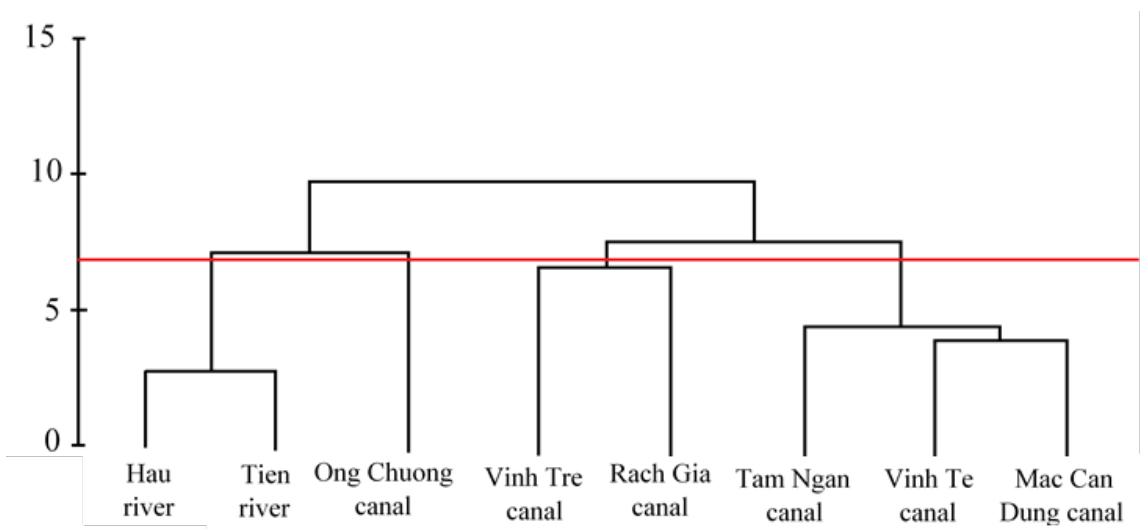 15
10
5
0
Hau
river
Tien
river
Ong Chuong
canal
Vinh Tre
canal
Rach Gia
canal
Tam Ngan
canal
Vinh Te
canal
Mac Can
Dung canal